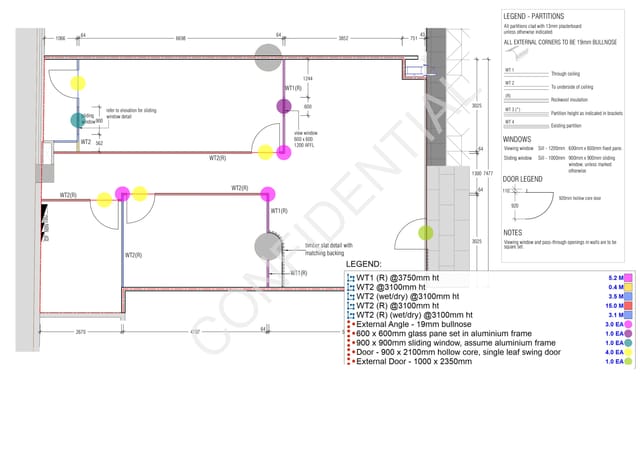 1066
64
6698
64
3852
751
45
LEGEND - PARTITIONS
All partitions clad with 13mm plasterboard
unless otherwise indicated
ALL EXTERNAL CORNERS TO BE 19mm BULLNOSE
WT 1
Through ceiling
WT 2
To underside of ceiling
(R)
Rockwool insulation
WT 3 (*)
Partition height as indicated in brackets
WT 4
Existing partition
WINDOWS
Viewing window Sill - 1200mm 600mm x 600mm fixed pane
Sliding window Sill - 1000mm 900mm x 900mm sliding
window, unless marked
otherwise
DOOR LEGEND
110
920
920mm hollow core door
NOTES
Viewing window and pass-through openings in walls are to be
square set
1244
WT1(R)
600
refer to elevation for sliding
window detail
sliding
window
900
WT2
562
view window
600 x 600
1200 AFFL
WT2(R)
3025
64
1300
7477
64
3025
WT2(R)
WT2(R)
WT1(R)
WT2(R)
timber slat detail with
matching backing
WT1(R)
2670
4137
64
CONFIDENTIAL
LEGEND:
WT1 (R) @3750mm ht 5.2 M
WT2 @3100mm ht 0.4 M
WT2 (wet/dry) @3100mm ht 3.5 M
WT2 (R) @3100mm ht 15.0 M
WT2 (R) (wet/dry) @3100mm ht 3.1 M
External Angle - 19mm bullnose 3.0 EA
600 x 600mm glass pane set in aluminium frame 1.0 EA
900 x 900mm sliding window, assume aluminium frame 1.0 EA
Door - 900 x 2100mm hollow core, single leaf swing door 4.0 EA
External Door - 1000 x 2350mm 1.0 EA